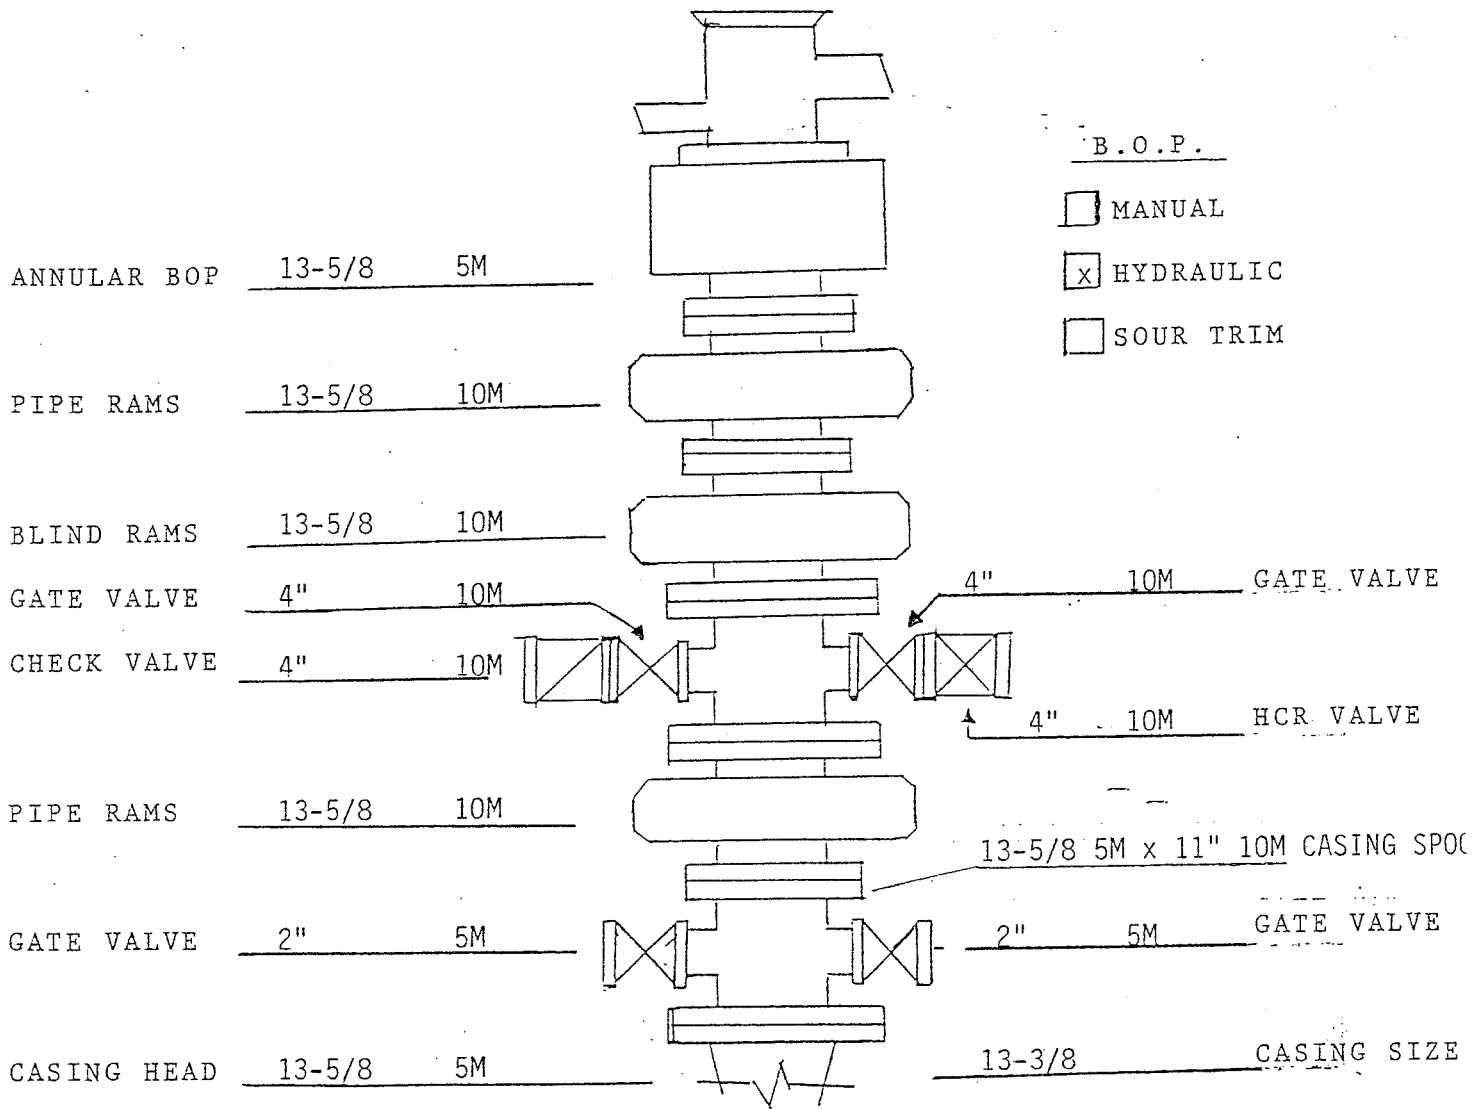 B.O.P.
MANUAL
x HYDRAULIC
SOUR TRIM
ANNULAR BOP 13-5/8 5M
PIPE RAMS 13-5/8 10M
BLIND RAMS 13-5/8 10M
GATE VALVE 4" 10M
4" 10M GATE VALVE
CHECK VALVE 4" 10M
4" 10M HCR VALVE
PIPE RAMS 13-5/8 10M
13-5/8 5M x 11" 10M CASING SPOO
GATE VALVE 2" 5M
2" 5M GATE VALVE
CASING HEAD 13-5/8 5M
13-3/8 CASING SIZE